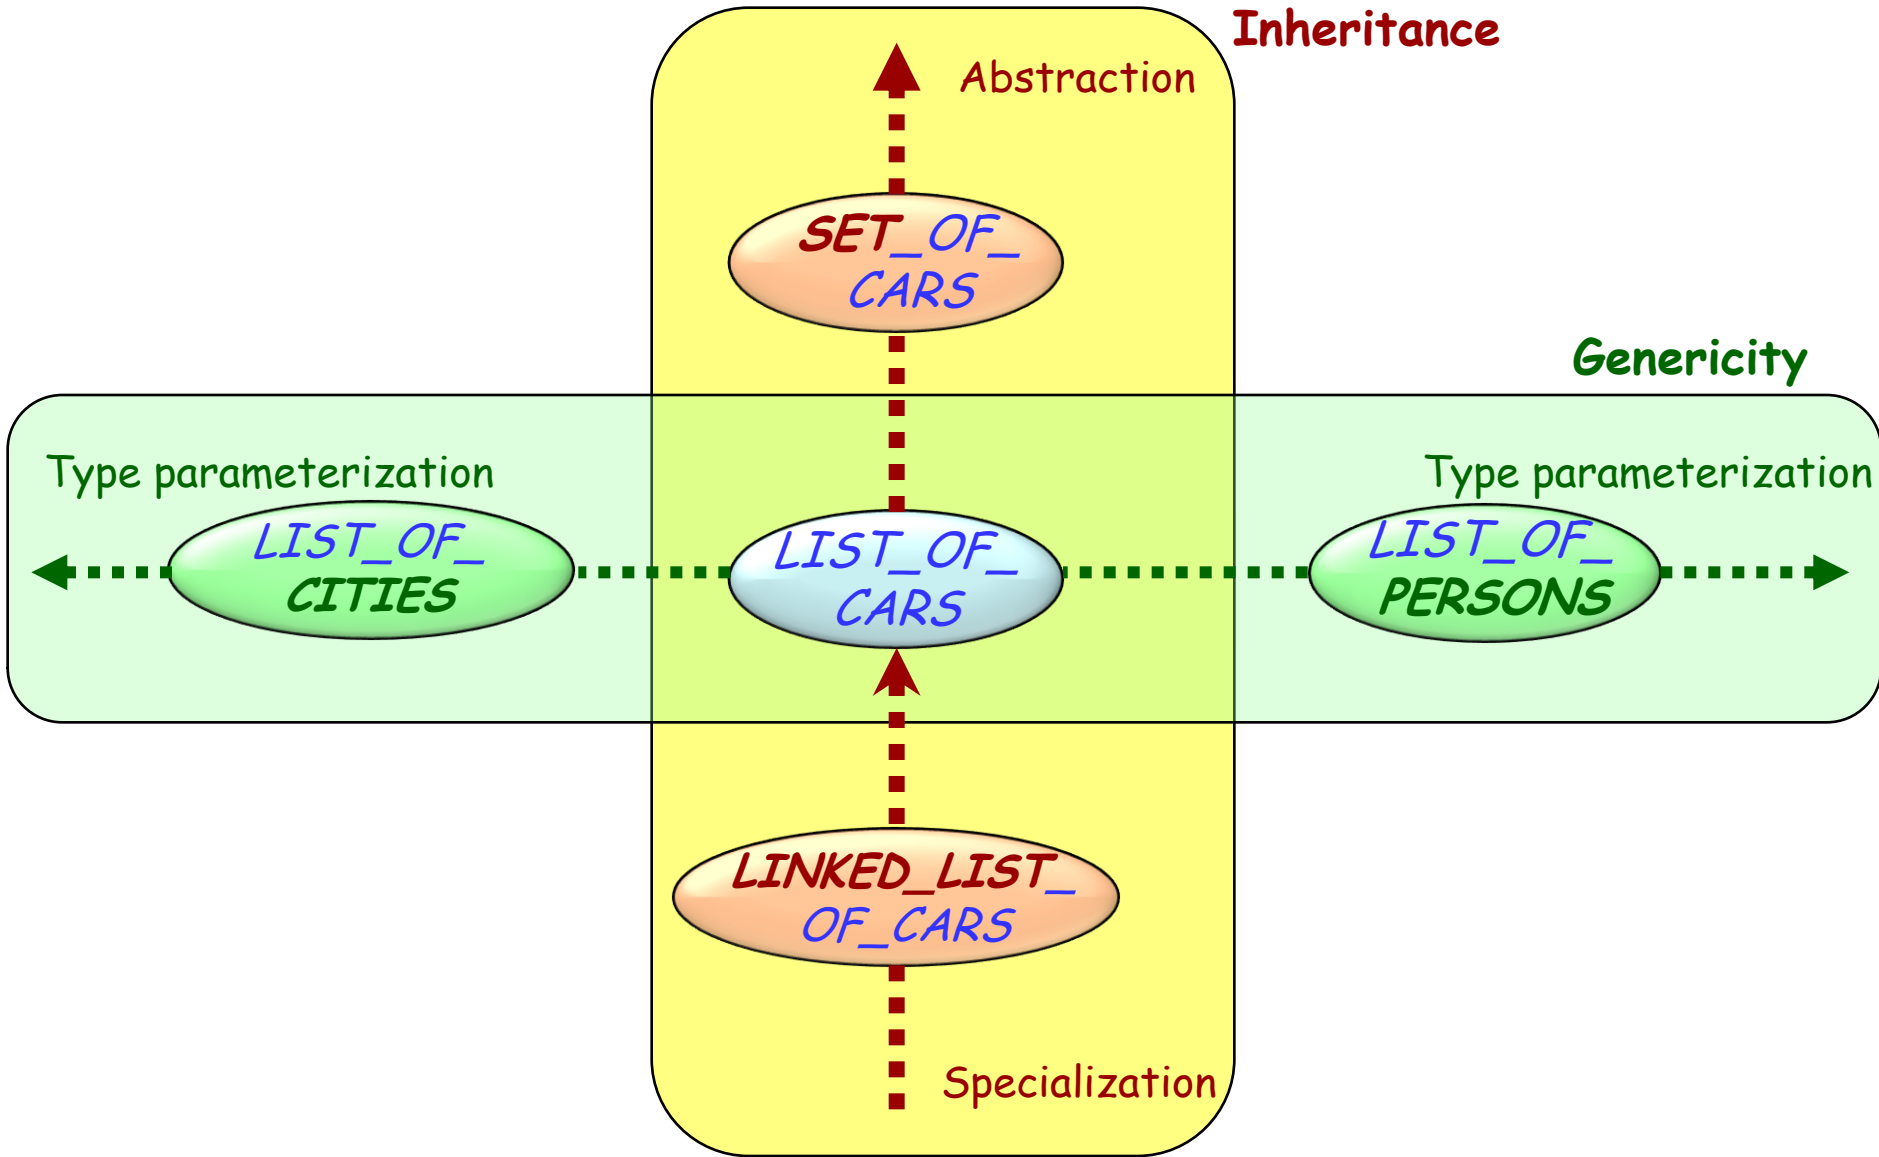 Inheritance
Abstraction
SET_OF_
CARS
Genericity
Type parameterization
Type parameterization
LIST_OF_
CITIES
LIST_OF_
CARS
LIST_OF_
PERSONS
LINKED_LIST_
OF_CARS
Specialization